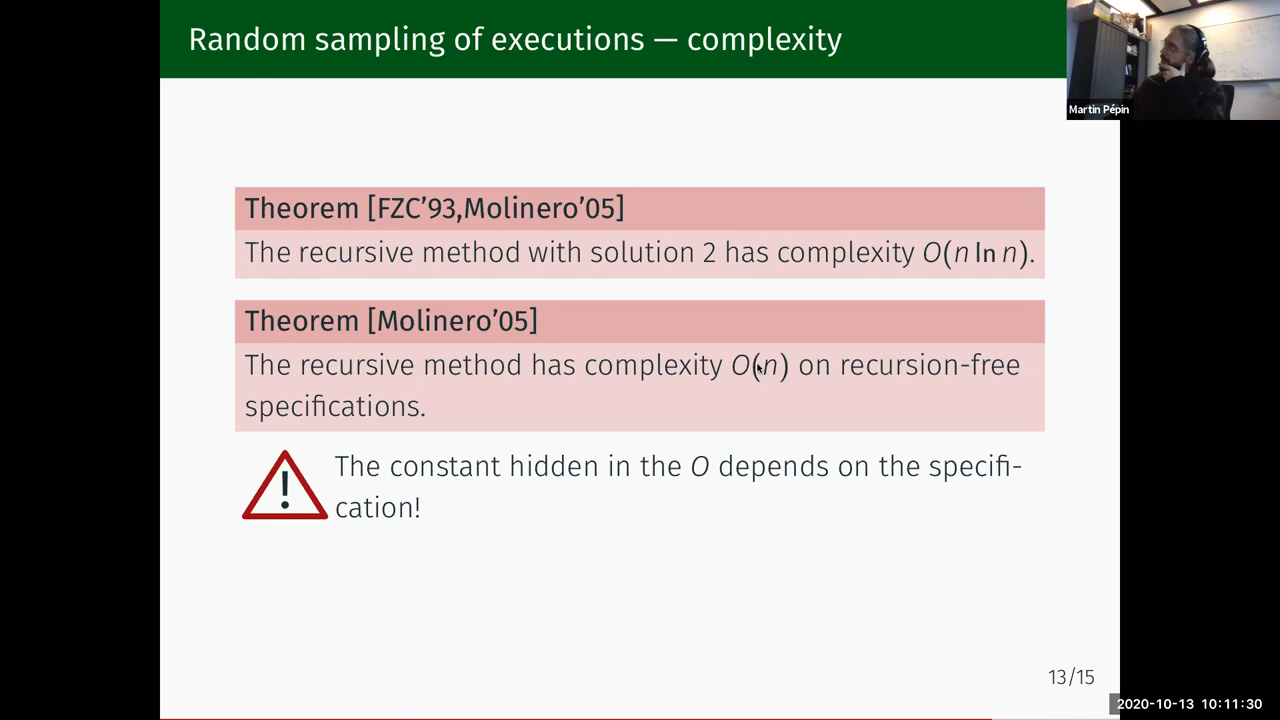 Random sampling of executions — complexity
Martin Pépin
Theorem [FZC’93,Molinero’05]
The recursive method with solution 2 has complexity O(n ln n).
Theorem [Molinero’05]
The recursive method has complexity O(n) on recursion-free
specifications.
!
The constant hidden in the O depends on the specifi-
cation!
13/15
2020-10-13 10:11:30